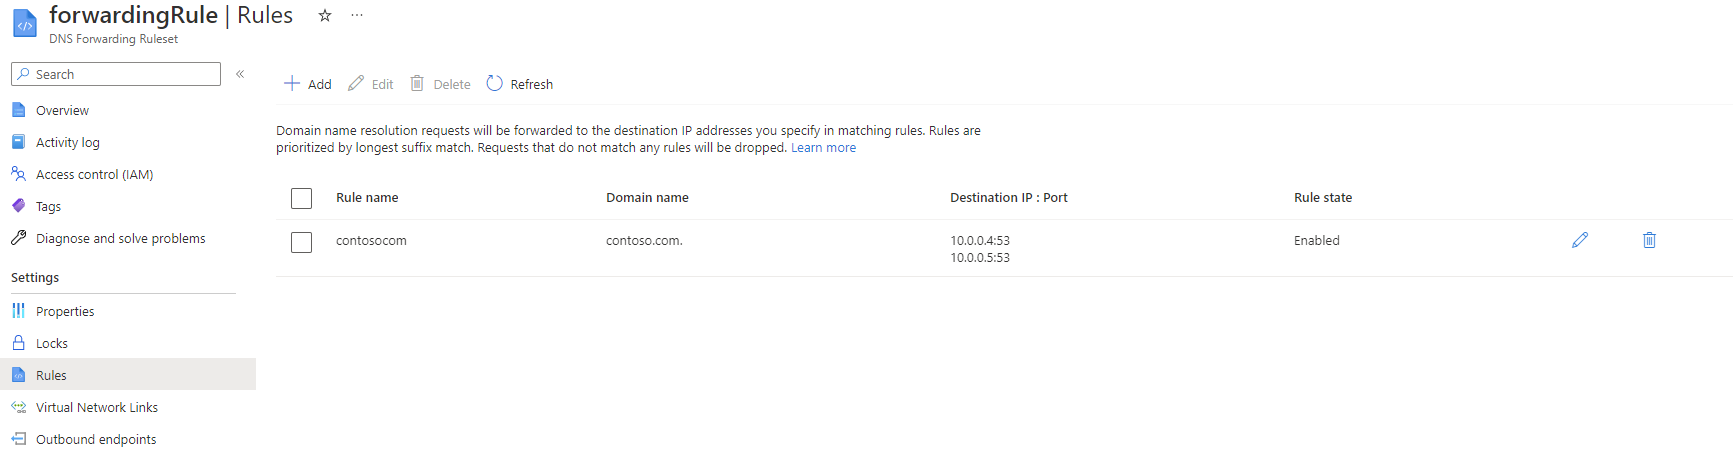 forwardingRule | Rules
DNS Forwarding Ruleset
Search
Overview
Activity log
Access control (IAM)
Tags
Diagnose and solve problems
Settings
Properties
Locks
Rules
Virtual Network Links
Outbound endpoints
Add Edit Delete Refresh
Domain name resolution requests will be forwarded to the destination IP addresses you specify in matching rules. Rules are
prioritized by longest suffix match. Requests that do not match any rules will be dropped. Learn more
Rule name Domain name Destination IP : Port Rule state
contosocom contoso.com. 10.0.0.4:53 Enabled
10.0.0.5:53